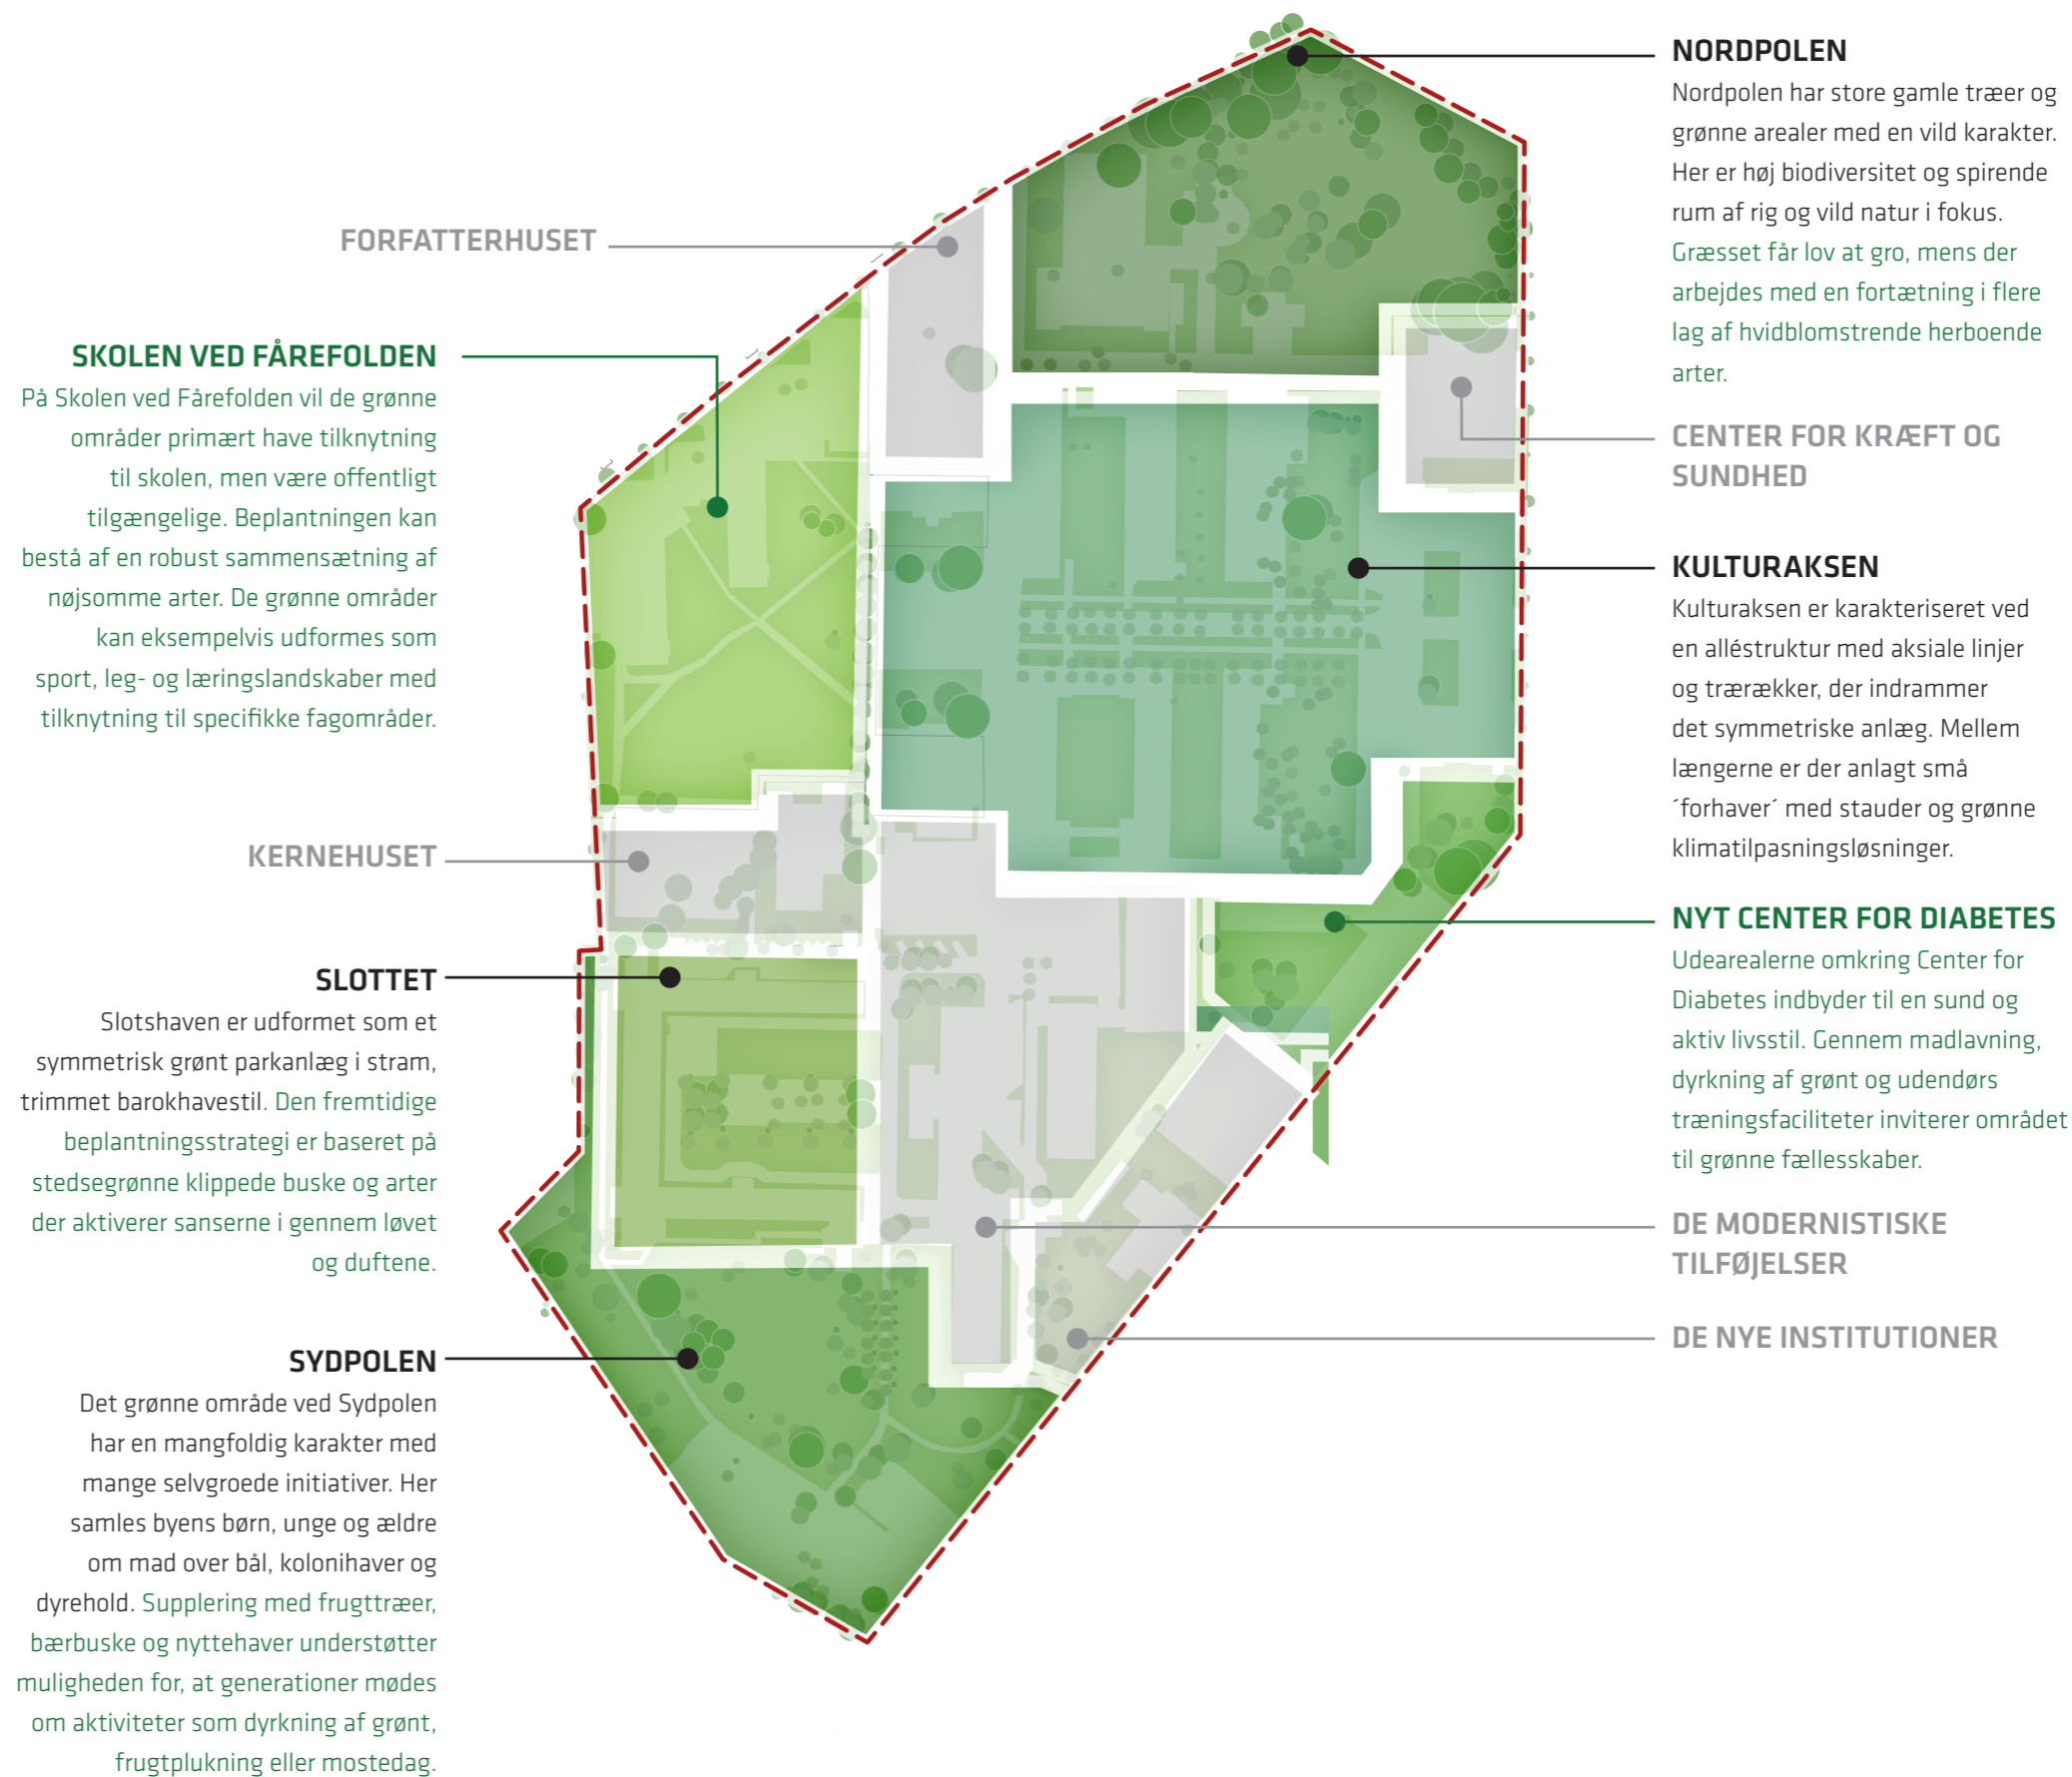 FORFATTERHUSET
SKOLEN VED FÅREFOLDEN
På Skolen ved Fårefolden vil de grønne
områder primært have tilknytning
til skolen, men være offentligt
tilgængelige. Beplantningen kan
bestå af en robust sammensætning af
nøjsomme arter. De grønne områder
kan eksempelvis udformes som
sport, leg- og læringslandskaber med
tilknytning til specifikke fagområder.
KERNEHUSET
SLOTTET
Slotshaven er udformet som et
symmetrisk grønt parkanlæg i stram,
trimmet barokhavestil. Den fremtidige
beplantningsstrategi er baseret på
stedsegrønne klippede buske og arter
der aktiverer sanserne i gennem løvet
og duftene.
SYDPOLEN
Det grønne område ved Sydpolen
har en mangfoldig karakter med
mange selvgroede initiativer. Her
samles byens børn, unge og ældre
om mad over bål, kolonihaver og
dyrehold. Supplering med frugttræer,
bærbuske og nyttehaver understøtter
muligheden for, at generationer mødes
om aktiviteter som dyrkning af grønt,
frugtplukning eller mostedag.
NORDPOLEN
Nordpolen har store gamle træer og
grønne arealer med en vild karakter.
Her er høj biodiversitet og spirende
rum af rig og vild natur i fokus.
Græsset får lov at gro, mens der
arbejdes med en fortætning i flere
lag af hvidblomstrende herboende
arter.
CENTER FOR KRÆFT OG
SUNDHED
KULTURAKSEN
Kulturaksen er karakteriseret ved
en alléstruktur med aksiale linjer
og trærækker, der indrammer
det symmetriske anlæg. Mellem
længerne er der anlagt små
´forhaver´ med stauder og grønne
klimatilpasningsløsninger.
NYT CENTER FOR DIABETES
Udearealerne omkring Center for
Diabetes indbyder til en sund og
aktiv livsstil. Gennem madlavning,
dyrkning af grønt og udendørs
træningsfaciliteter inviterer området
til grønne fællesskaber.
DE MODERNISTISKE
TILFØJELSER
DE NYE INSTITUTIONER